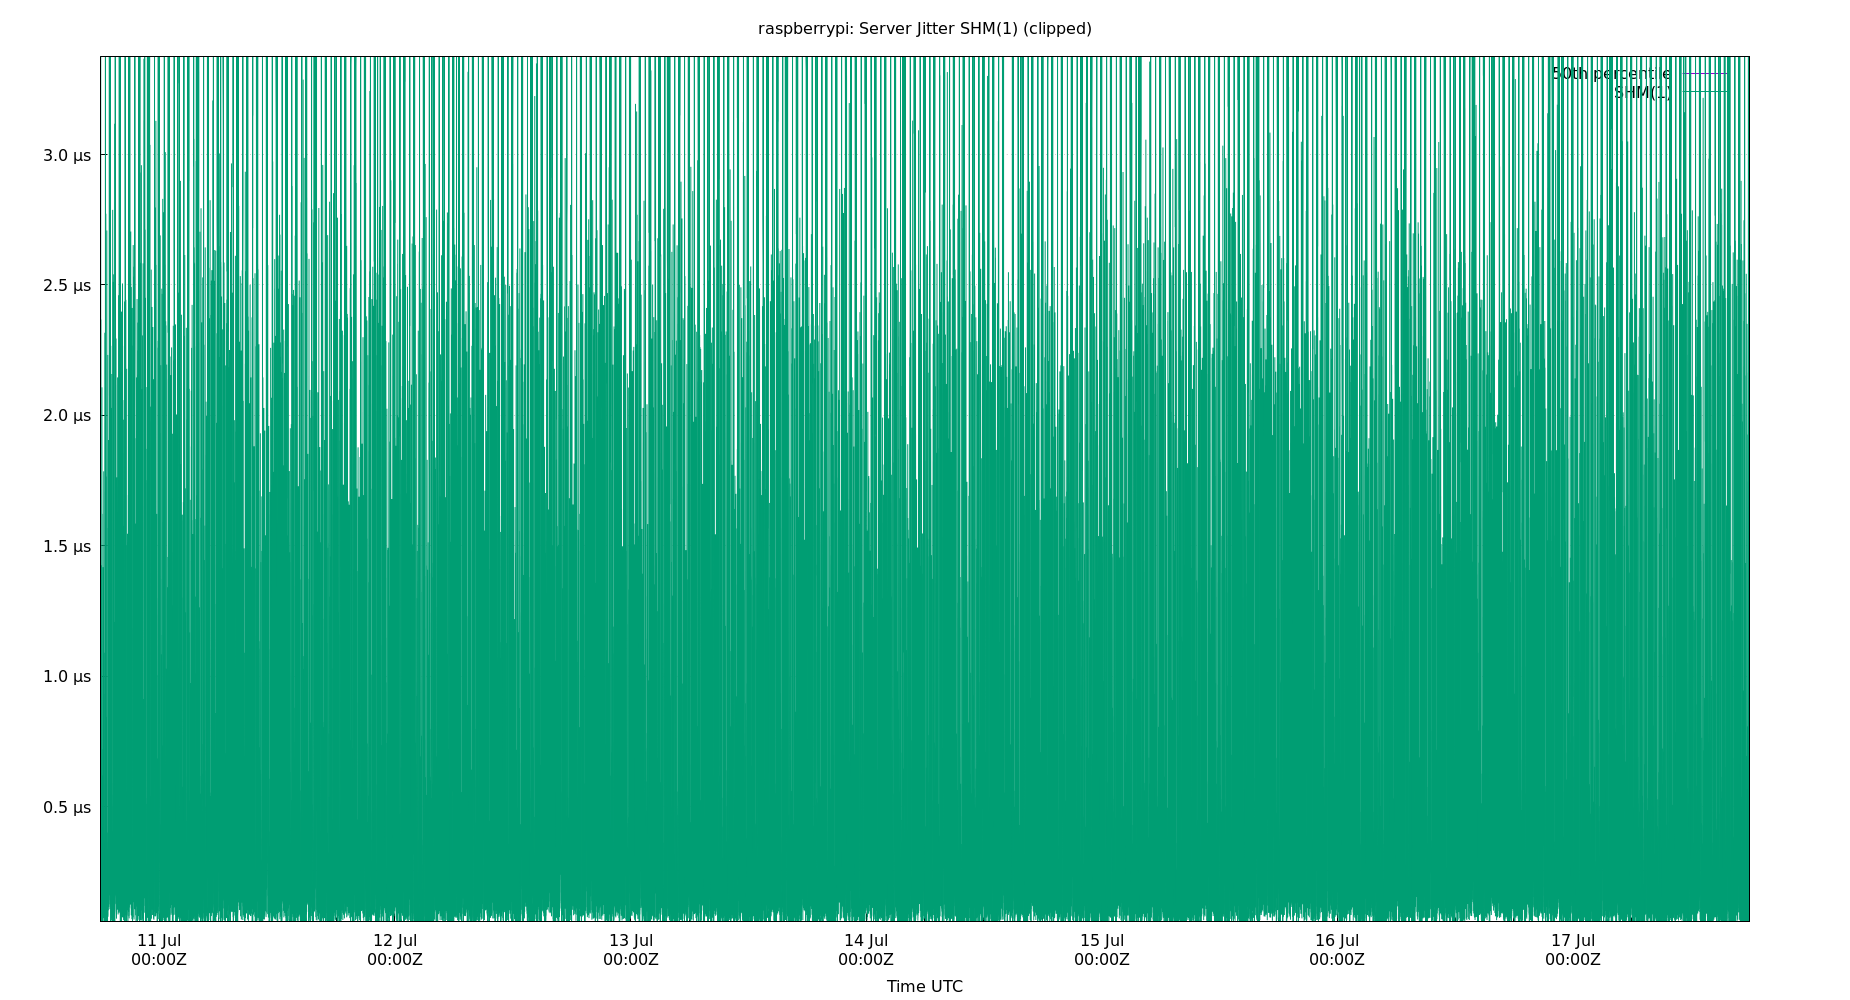 raspberrypi: Server Jitter SHM(1) (clipped)
50th percentile
SHM(1)
3.0 µs
2.5 µs
2.0 µs
1.5 µs
1.0 µs
0.5 µs
11 Jul 12 Jul 13 Jul 14 Jul 15 Jul 16 Jul 17 Jul
00:00Z 00:00Z 00:00Z 00:00Z 00:00Z 00:00Z 00:00Z
Time UTC